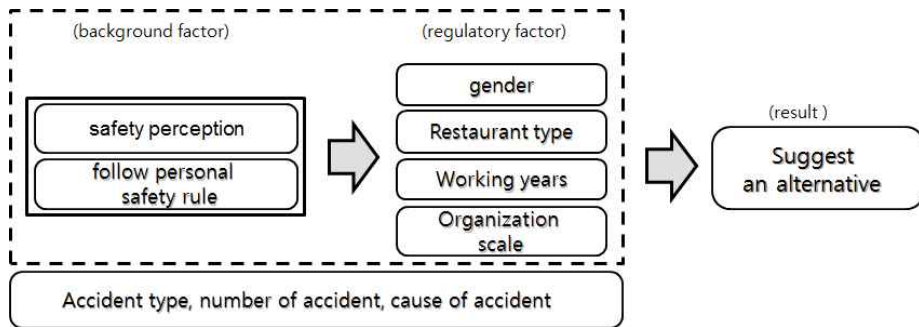 (background factor)
safety perception
follow personal
safety rule
(regulatory factor)
gender
Restaurant type
Working years
Organization
scale
(result )
Suggest
an alternative
Accident type, number of accident, cause of accident